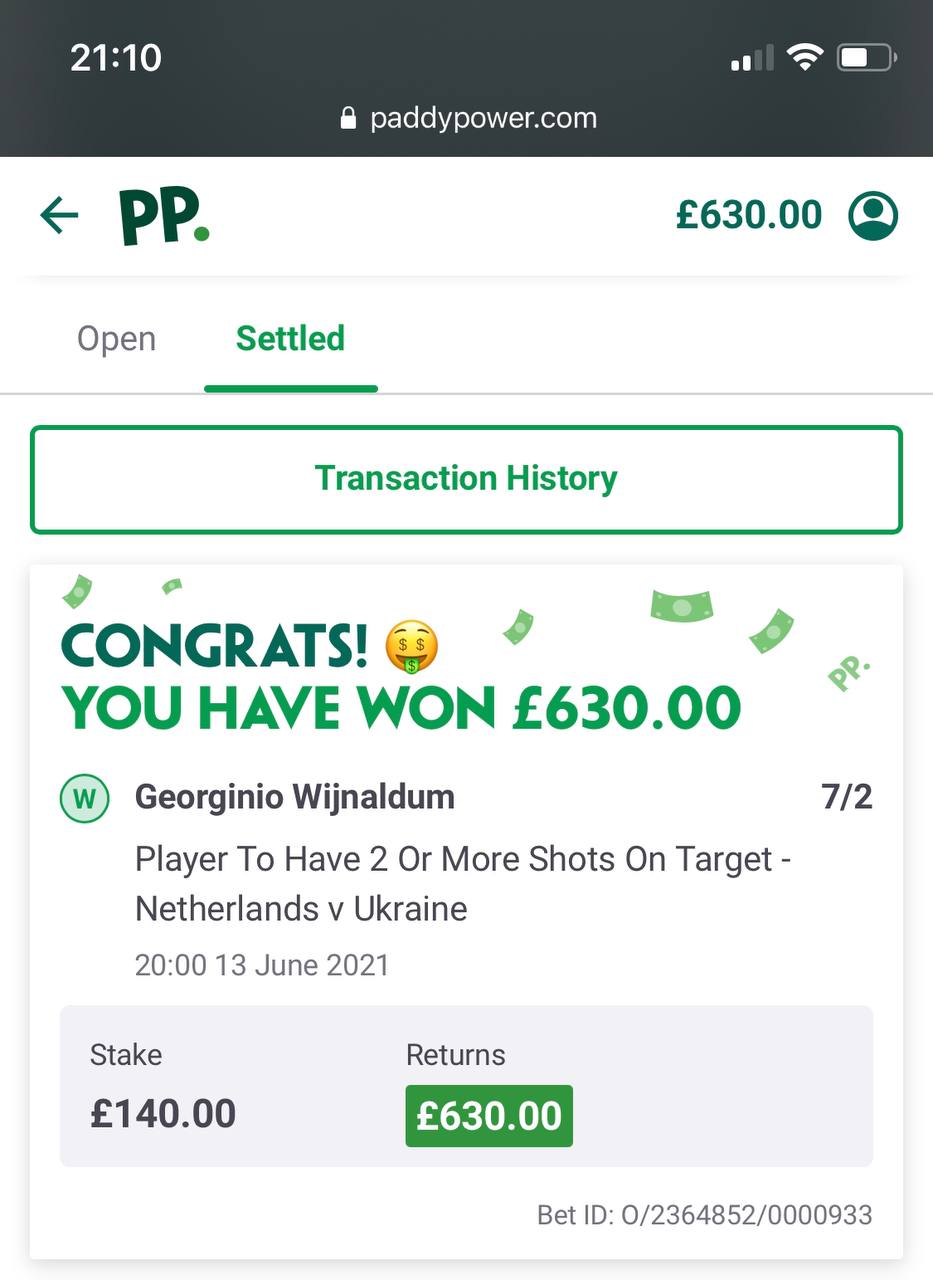 21:10
paddypower.com
PP.
£630.00
Open
Settled
Transaction History
CONGRATS! 🤑
YOU HAVE WON £630.00
PP.
W
Georginio Wijnaldum
7/2
Player To Have 2 Or More Shots On Target -
Netherlands v Ukraine
20:00 13 June 2021
Stake
Returns
£140.00
£630.00
Bet ID: O/2364852/0000933